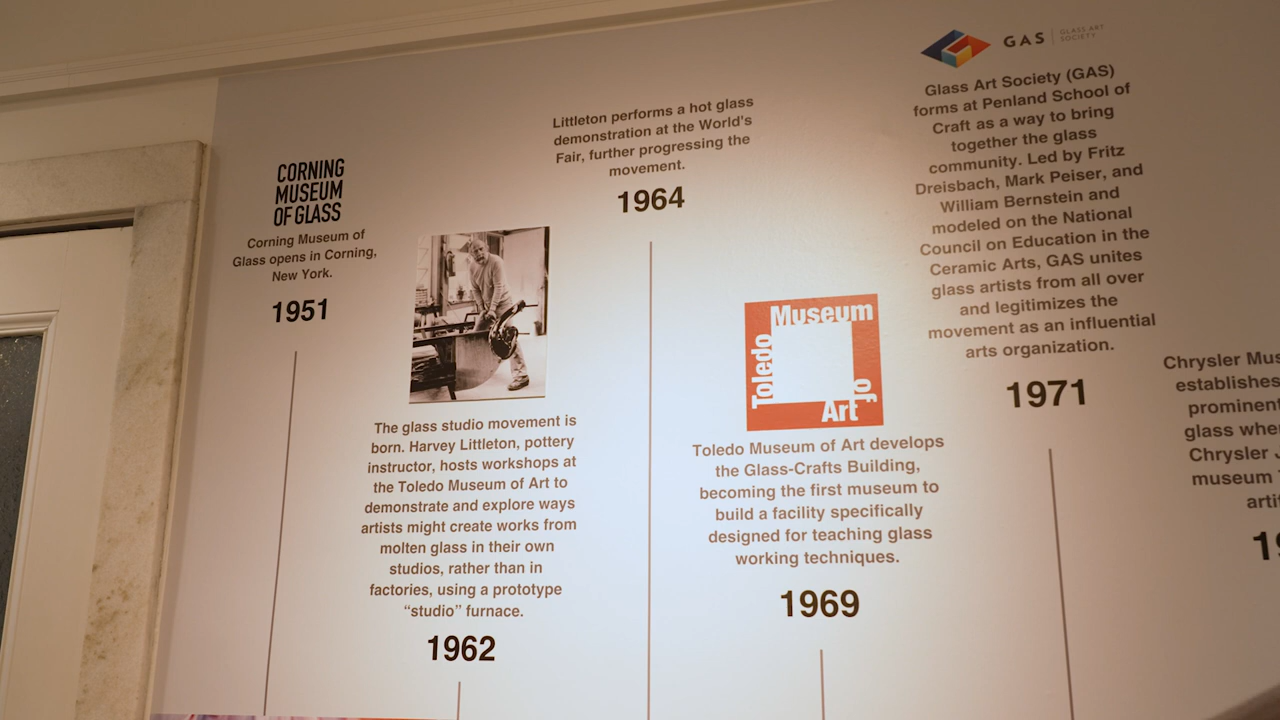 CORNING
MUSEUM
OF GLASS
Corning Museum of
Glass opens in Corning,
New York.
1951
The glass studio movement is
born. Harvey Littleton, pottery
instructor, hosts workshops at
the Toledo Museum of Art to
demonstrate and explore ways
artists might create works from
molten glass in their own
studios, rather than in
factories, using a prototype
“studio” furnace.
1962
Littleton performs a hot glass
demonstration at the World's
Fair, further progressing the
movement.
1964
Toledo
Museum
of
Art
Toledo Museum of Art develops
the Glass-Crafts Building,
becoming the first museum to
build a facility specifically
designed for teaching glass
working techniques.
1969
GAS
GLASS ART
SOCIETY
Glass Art Society (GAS)
forms at Penland School of
Craft as a way to bring
together the glass
community. Led by Fritz
Dreisbach, Mark Peiser, and
William Bernstein and
modeled on the National
Council on Education in the
Ceramic Arts, GAS unites
glass artists from all over
and legitimizes the
movement as an influential
arts organization.
1971
Chrysler
establishes
prominent
glass
Chrysler
museum